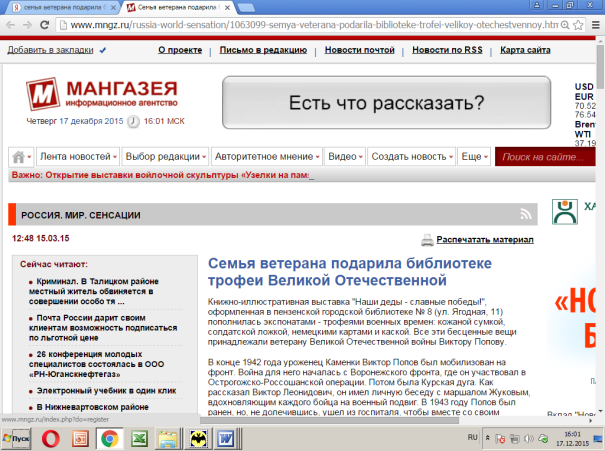 семья ветерана подарила б
Семья ветерана подарила б
www.mngz.ru/russia-world-sensation/1063099-semya-veterana-podarila-biblioteke-trofei-velikoy-otechestvennoy.htm
Добавить в закладки
О проекте
Письмо в редакцию
Новости почтой
Новости по RSS
Карта сайта
М МАНГАЗЕЯ
информационное агентство
Четверг 17 декабря 2015 16:01 МСК
Есть что рассказать?
USD
EUR
70.52
76.54
Brent
WTI
37.19
Лента новостей
Выбор редакции
Авторитетное мнение
Видео
Создать новость
Еще
Поиск на сайте...
Важно: Открытие выставки войлочной скульптуры «Узелки на пам_
РОССИЯ. МИР. СЕНСАЦИИ
ХА
12:48 15.03.15
Распечатать материал
Сейчас читают:
Криминал. В Талицком районе
местный житель обвиняется в
совершении особо тя ...
Почта России дарит своим
клиентам возможность подписаться
по льготной цене
26 конференция молодых
специалистов состоялась в ООО
«РН-Юганскнефтегаз»
Электронный учебник в один клик
В Нижневартовском районе
Семья ветерана подарила библиотеке
трофеи Великой Отечественной
Книжно-иллюстративная выставка "Наши деды - славные победы!",
оформленная в пензенской городской библиотеке № 8 (ул. Ягодная, 11)
пополнилась экспонатами - трофеями военных времен: кожаной сумкой,
солдатской ложкой, немецкими картами и каской. Все эти бесценные вещи
принадлежали ветерану Великой Отечественной войны Виктору Попову.
В конце 1942 года уроженец Каменки Виктор Попов был мобилизован на
фронт. Война для него началась с Воронежского фронта, где он участвовал в
Острогожско-Россошанской операции. Потом была Курская дуга. Как
рассказал Виктор Леонидович, он имел личную беседу с маршалом Жуковым,
вдохновляющим каждого бойца на военный подвиг. В 1943 году Попов был
ранен, но, не долечившись, ушел из госпиталя, чтобы вместе со своим
«НО
Б
Вклад "Новог
www.mngz.ru/index.php?do=register
Пуск
RU
16:01
17.12.2015